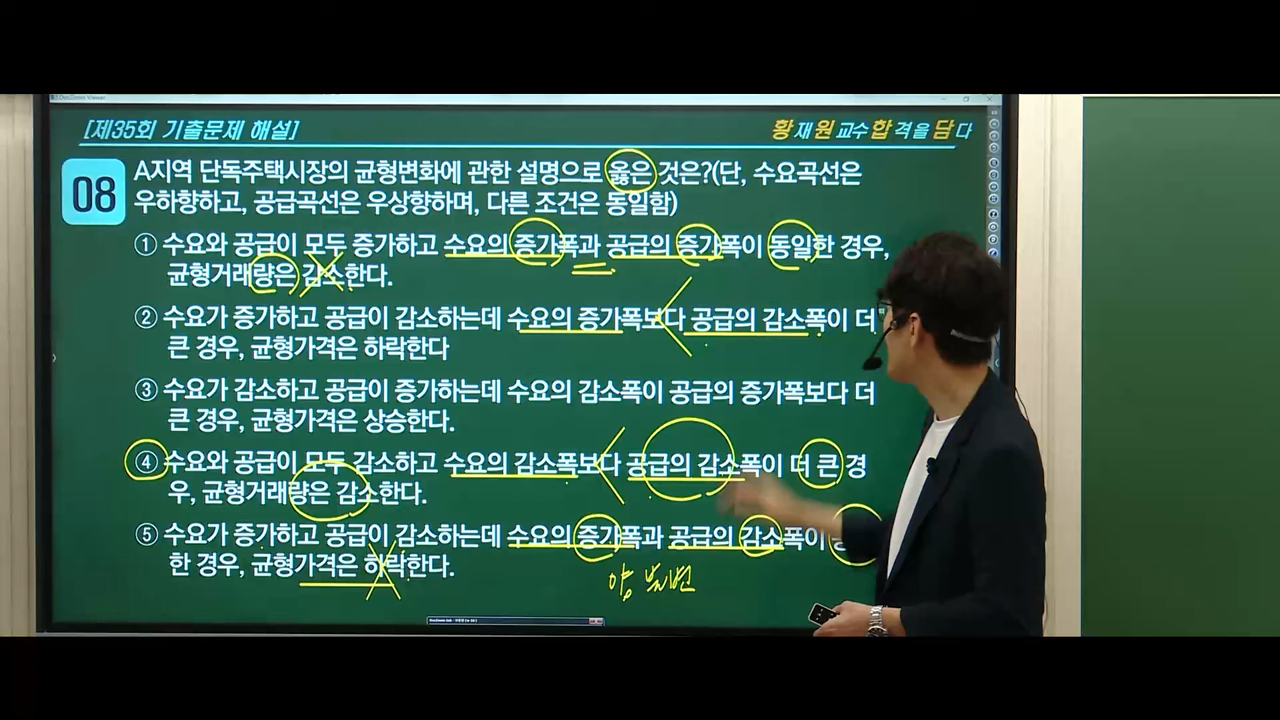 [제35회 기출문제 해설]
황재원 교수 합격을 담다
08
A지역 단독주택시장의 균형변화에 관한 설명으로 옳은 것은?(단, 수요곡선은
우하향하고, 공급곡선은 우상향하며, 다른 조건은 동일함)
① 수요와 공급이 모두 증가하고 수요의 증가폭과 공급의 증가폭이 동일한 경우,
균형거래량은 감소한다.
② 수요가 증가하고 공급이 감소하는데 수요의 증가폭보다 공급의 감소폭이 더
큰 경우, 균형가격은 하락한다
③ 수요가 감소하고 공급이 증가하는데 수요의 감소폭이 공급의 증가폭보다 더
큰 경우, 균형가격은 상승한다.
④ 수요와 공급이 모두 감소하고 수요의 감소폭보다 공급의 감소폭이 더 큰 경
우, 균형거래량은 감소한다.
⑤ 수요가 증가하고 공급이 감소하는데 수요의 증가폭과 공급의 감소폭이
한 경우, 균형가격은 하락한다.
양 불변